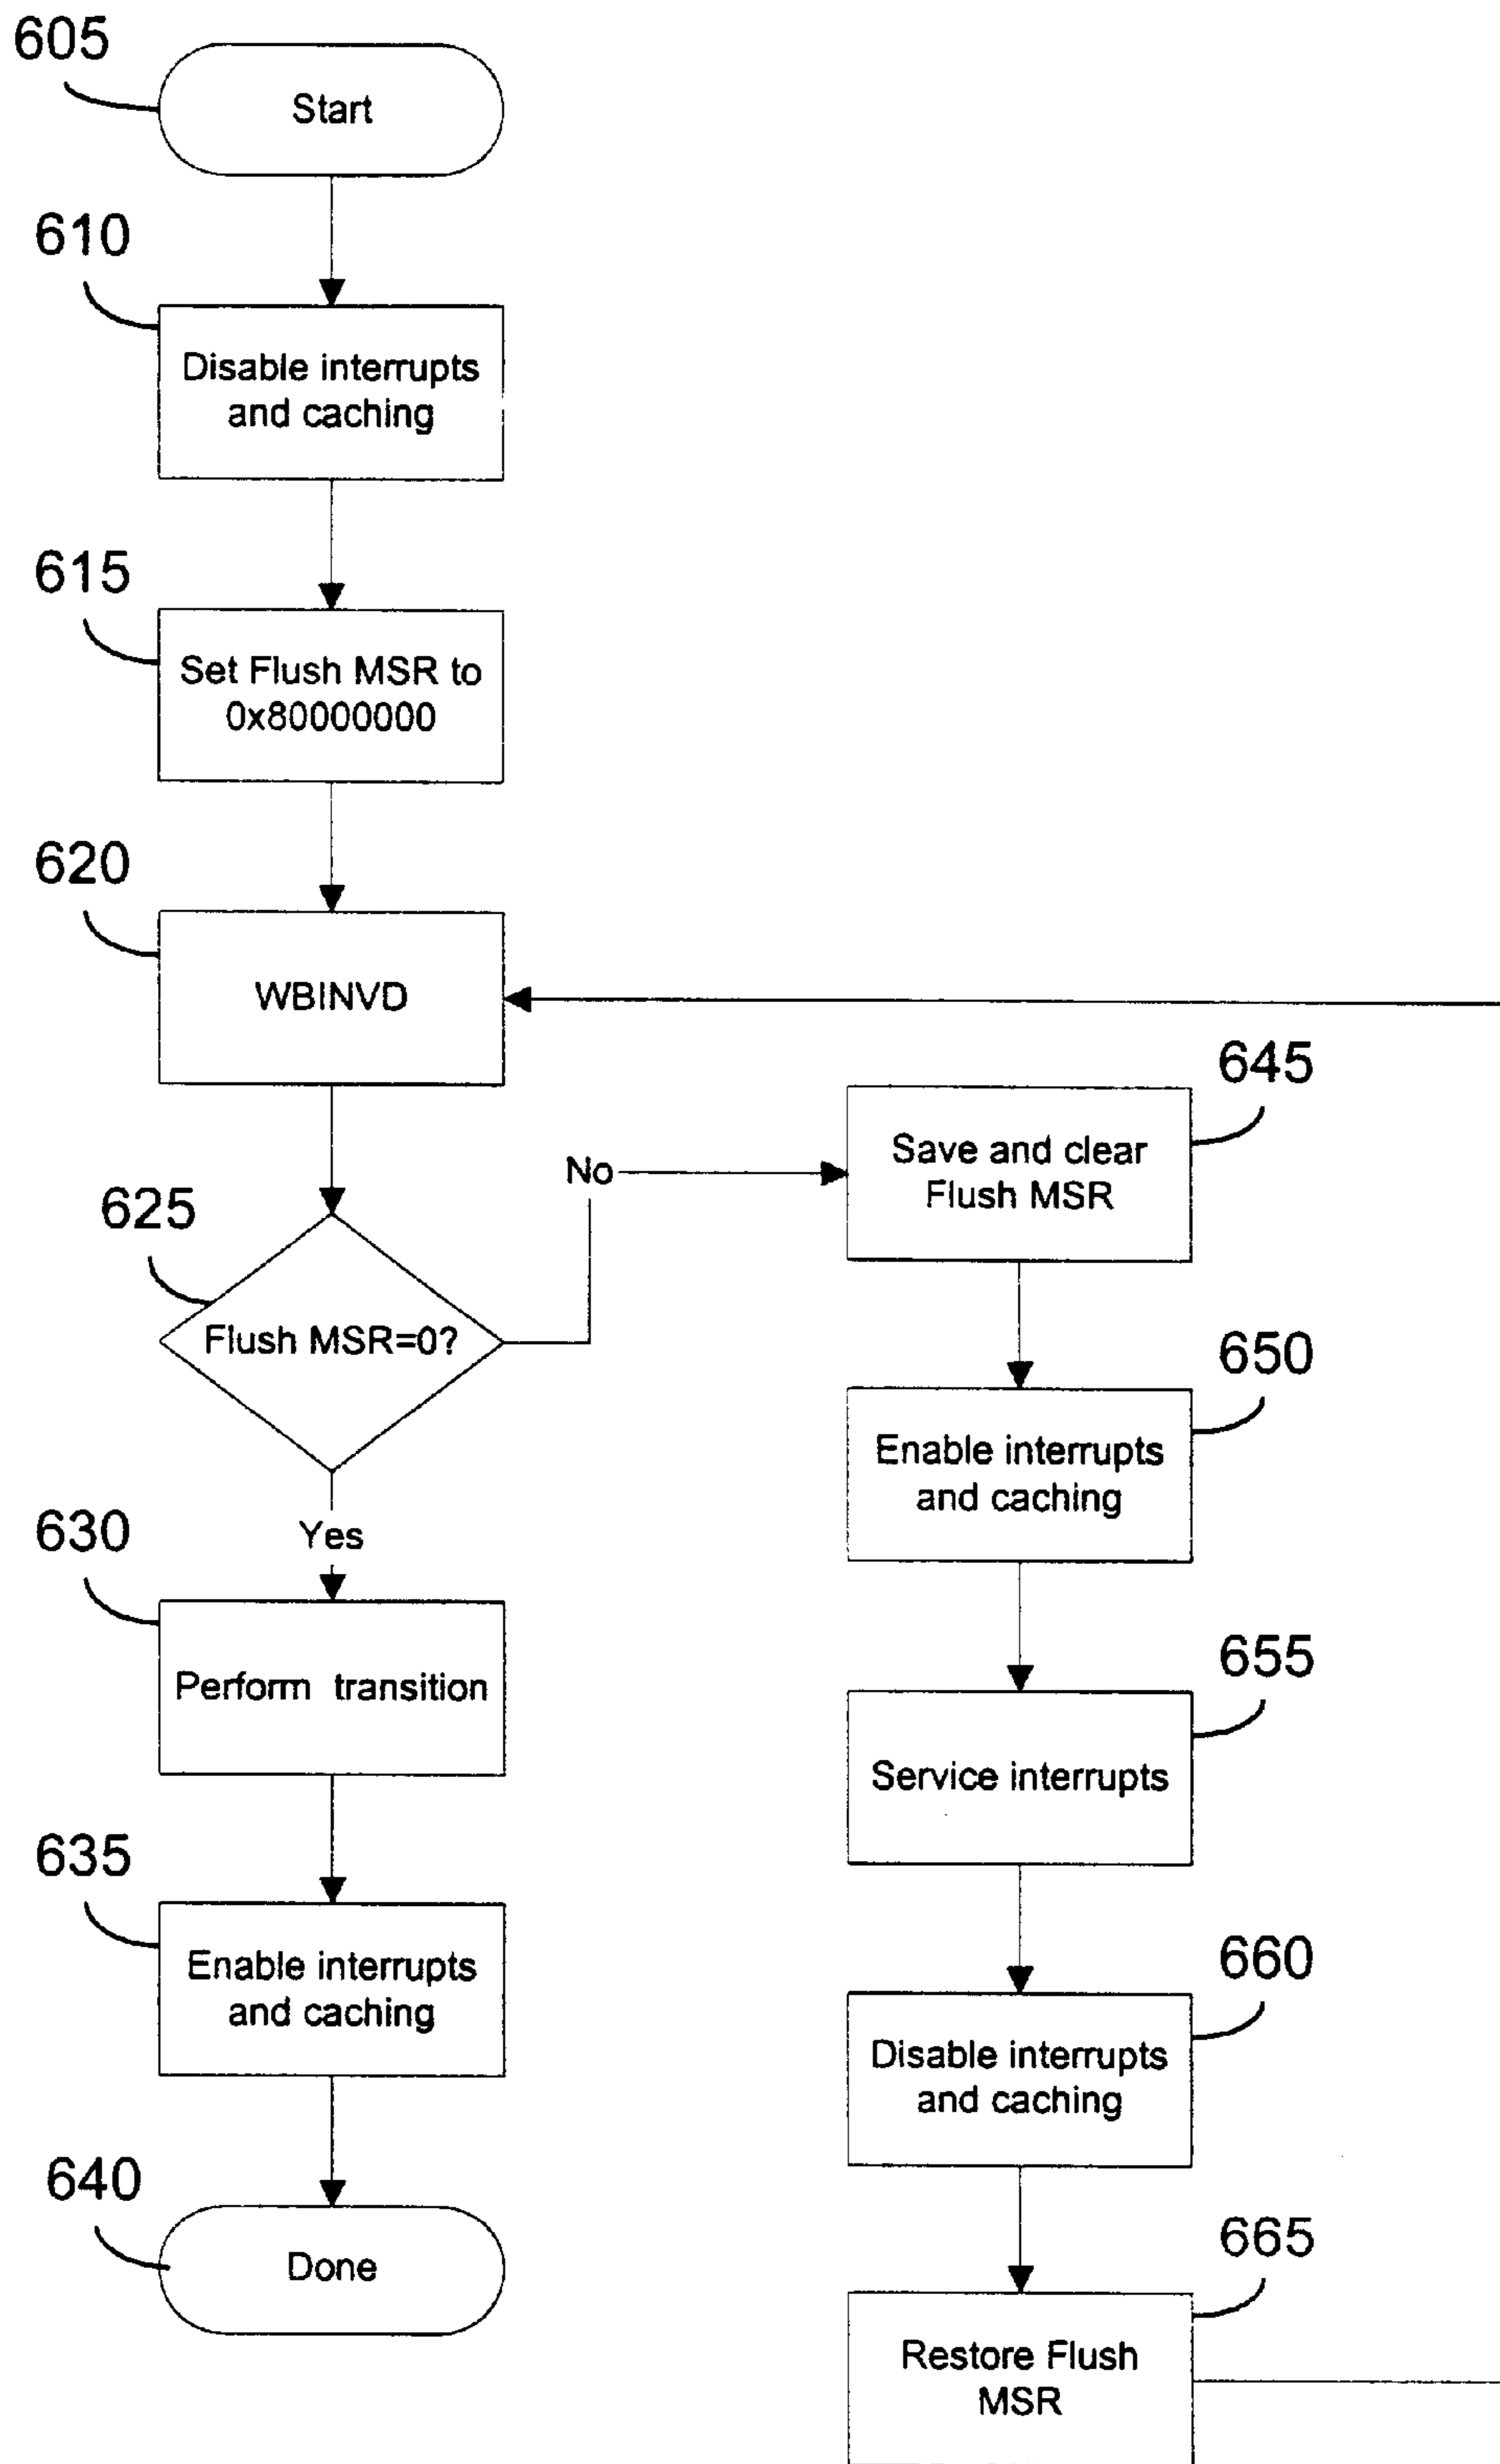 605
Start
610
Disable interrupts
and caching
615
Set Flush MSR to
0x80000000
620
WBINVD
625
Flush MSR=0?
No
Yes
630
Perform transition
635
Enable interrupts
and caching
640
Done
645
Save and clear
Flush MSR
650
Enable interrupts
and caching
655
Service interrupts
660
Disable interrupts
and caching
665
Restore Flush
MSR